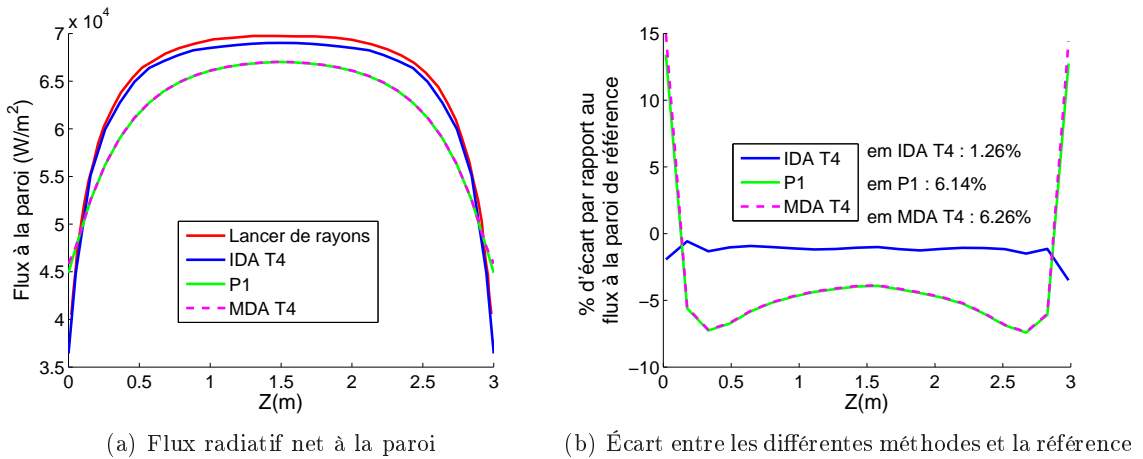 x 10⁴
7
6.5
6
5.5
5
4.5
4
3.5
0 0.5 1 1.5 2 2.5 3
Z(m)
Flux à la paroi (W/m²)
Lancer de rayons
IDA T4
P1
MDA T4
(a) Flux radiatif net à la paroi
15
10
5
0
−5
−10
0 0.5 1 1.5 2 2.5 3
Z(m)
% d'écart par rapport au
flux à la paroi de référence
IDA T4
P1
MDA T4
em IDA T4 : 1.26%
em P1 : 6.14%
em MDA T4 : 6.26%
(b) Écart entre les différentes méthodes et la référence